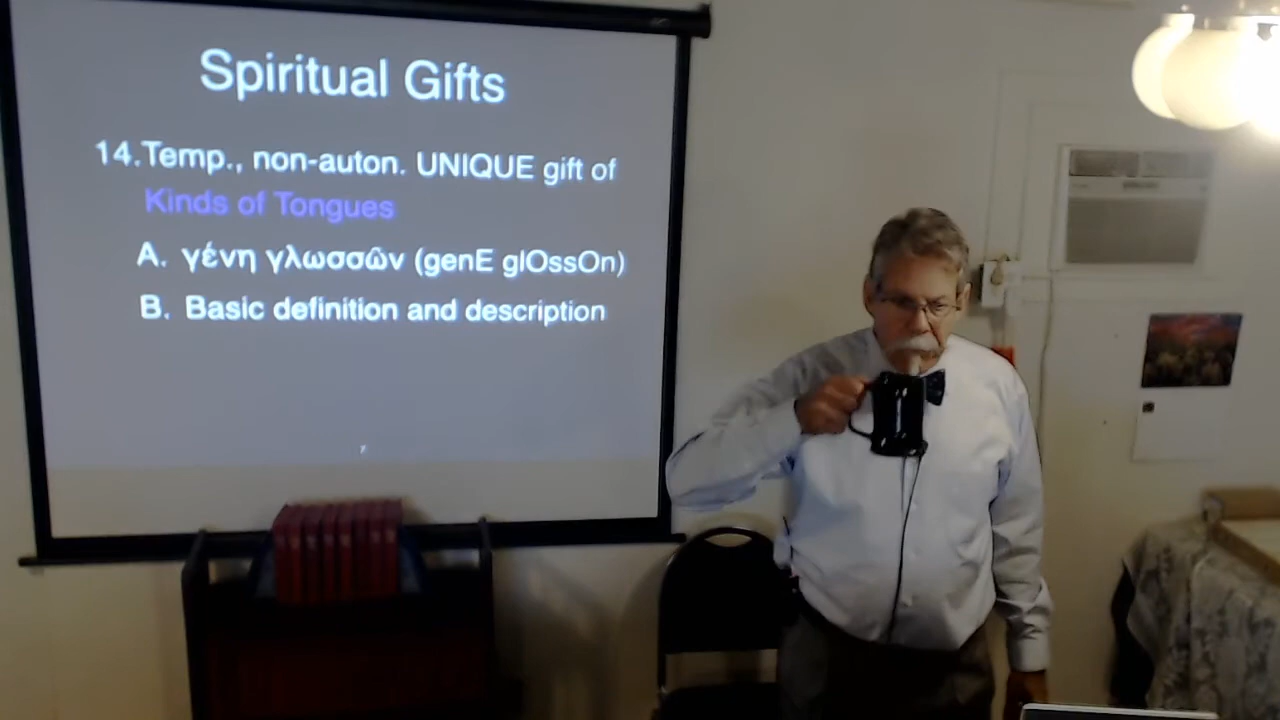 Spiritual Gifts
14.Temp., non-auton. UNIQUE gift of
Kinds of Tongues
A. γένη γλωσσῶν (genE glOssOn)
B. Basic definition and description